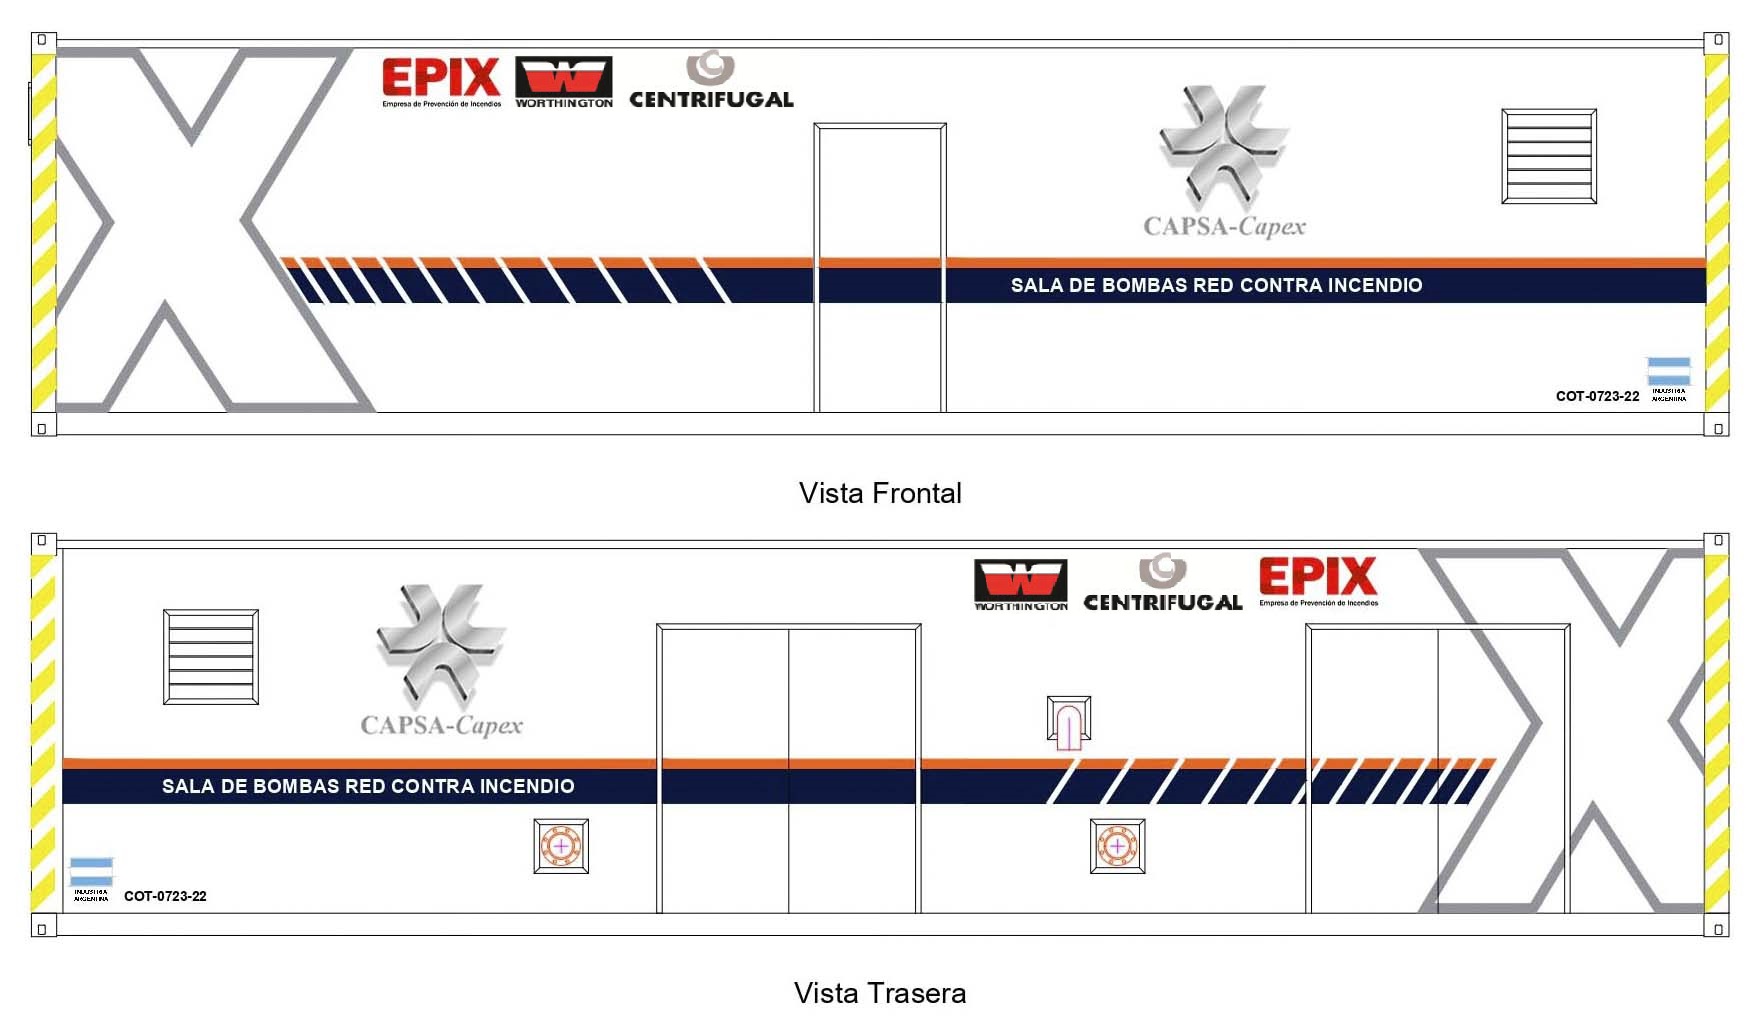 EPIX
Empresa de Prevención de Incendios
WORTHINGTON
CENTRIFUGAL
CAPSA-Capex
SALA DE BOMBAS RED CONTRA INCENDIO
COT-0723-22
INDUSTRIA
ARGENTINA
Vista Frontal
WORTHINGTON
CENTRIFUGAL
EPIX
Empresa de Prevención de Incendios
CAPSA-Capex
SALA DE BOMBAS RED CONTRA INCENDIO
INDUSTRIA
ARGENTINA
COT-0723-22
Vista Trasera